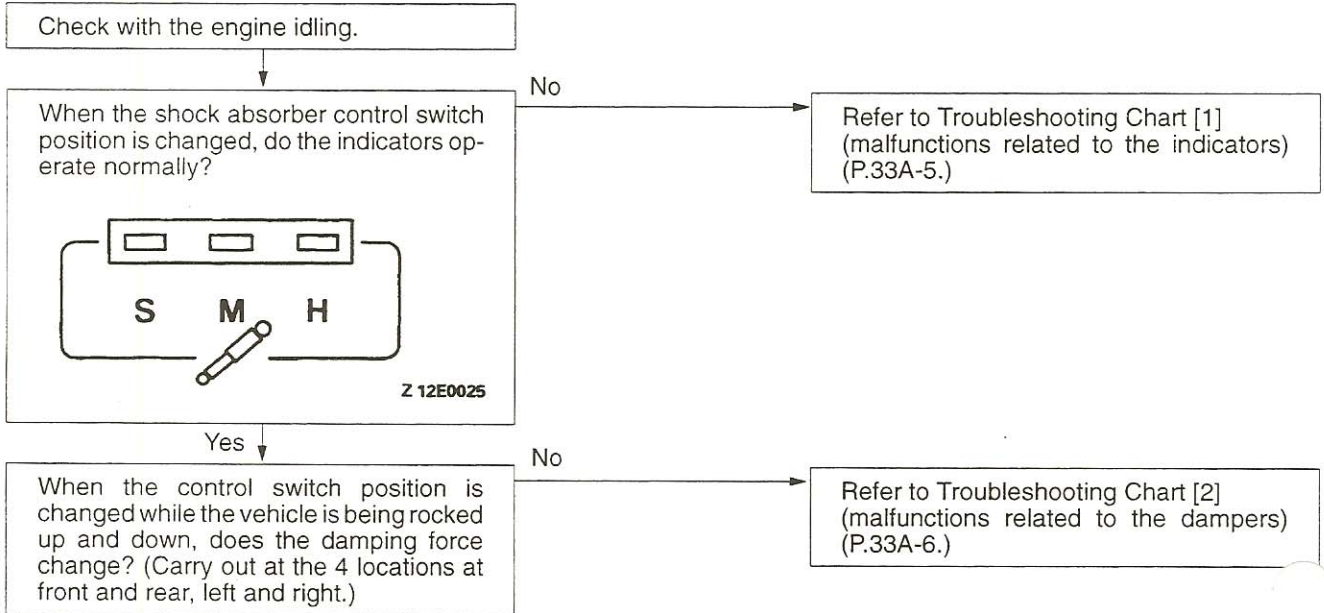 Check with the engine idling.
No
When the shock absorber control switch
position is changed, do the indicators op-
erate normally?
Refer to Troubleshooting Chart [1]
(malfunctions related to the indicators)
(P.33A-5.)
S M H
Z 12E0025
Yes
No
When the control switch position is
changed while the vehicle is being rocked
up and down, does the damping force
change? (Carry out at the 4 locations at
front and rear, left and right.)
Refer to Troubleshooting Chart [2]
(malfunctions related to the dampers)
(P.33A-6.)